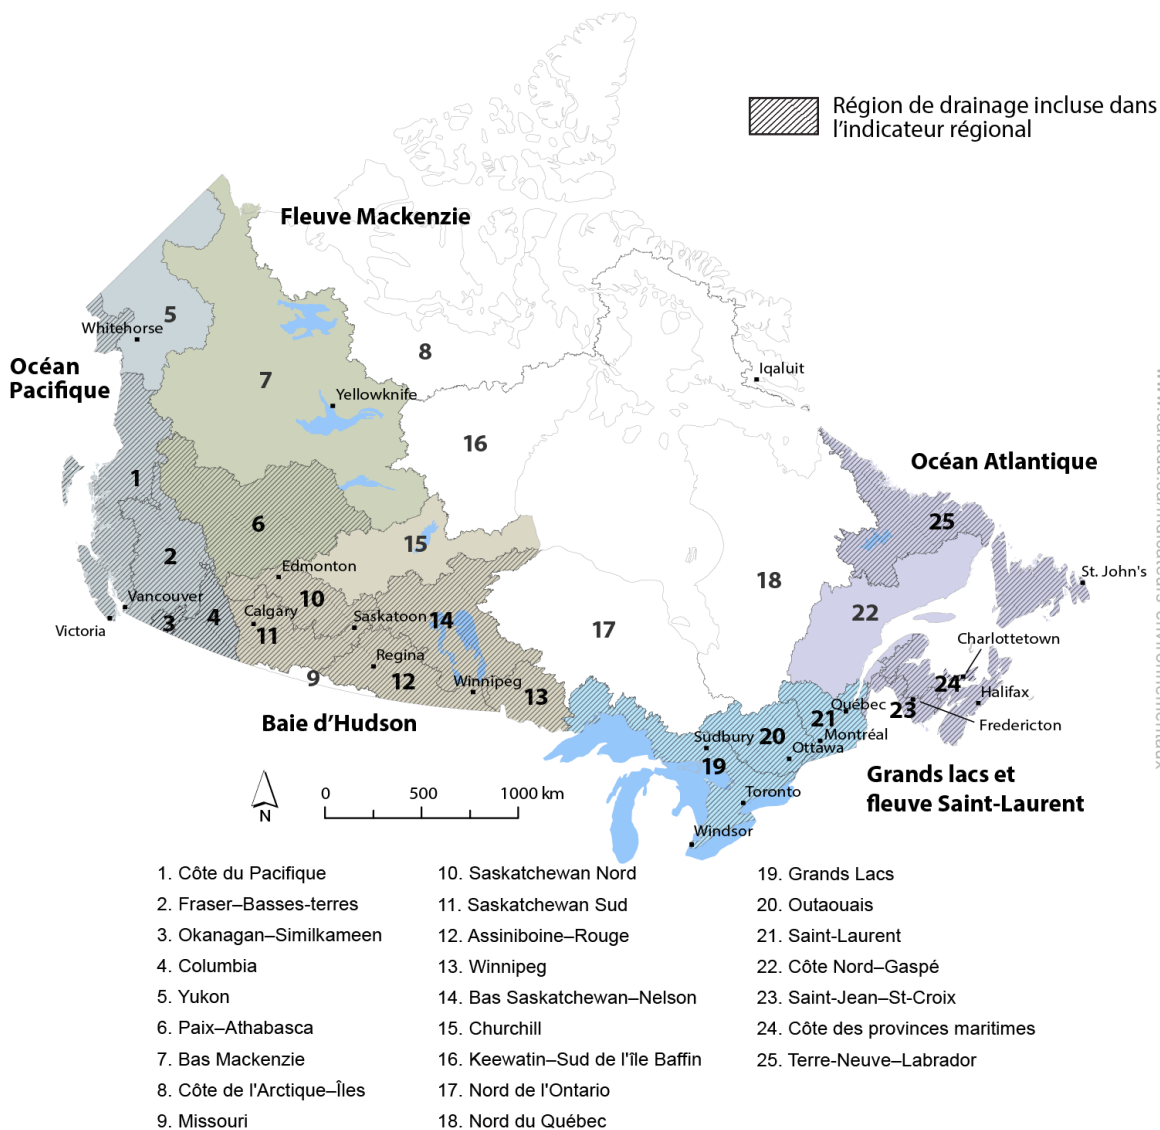 Région de drainage incluse dans
l'indicateur régional
Fleuve Mackenzie
5
Whitehorse
8
Océan
Pacifique
7
Iqaluit
Yellowknife
16
Océan Atlantique
1
6
25
15
2
Edmonton
18
St. John's
Vancouver
10
Calgary
Saskatoon
14
22
Victoria
3
4
11
17
Charlottetown
Regina
9
12
Winnipeg
13
24
Halifax
Québec
23
Baie d'Hudson
21
Fredericton
Sudbury
20
Montréal
Ottawa
19
Grands lacs et
fleuve Saint-Laurent
N
0 500 1000 km
Toronto
Windsor
1. Côte du Pacifique
2. Fraser–Basses-terres
3. Okanagan–Similkameen
4. Columbia
5. Yukon
6. Paix–Athabasca
7. Bas Mackenzie
8. Côte de l'Arctique–Îles
9. Missouri
10. Saskatchewan Nord
11. Saskatchewan Sud
12. Assiniboine–Rouge
13. Winnipeg
14. Bas Saskatchewan–Nelson
15. Churchill
16. Keewatin–Sud de l'île Baffin
17. Nord de l'Ontario
18. Nord du Québec
19. Grands Lacs
20. Outaouais
21. Saint-Laurent
22. Côte Nord–Gaspé
23. Saint-Jean–St-Croix
24. Côte des provinces maritimes
25. Terre-Neuve–Labrador